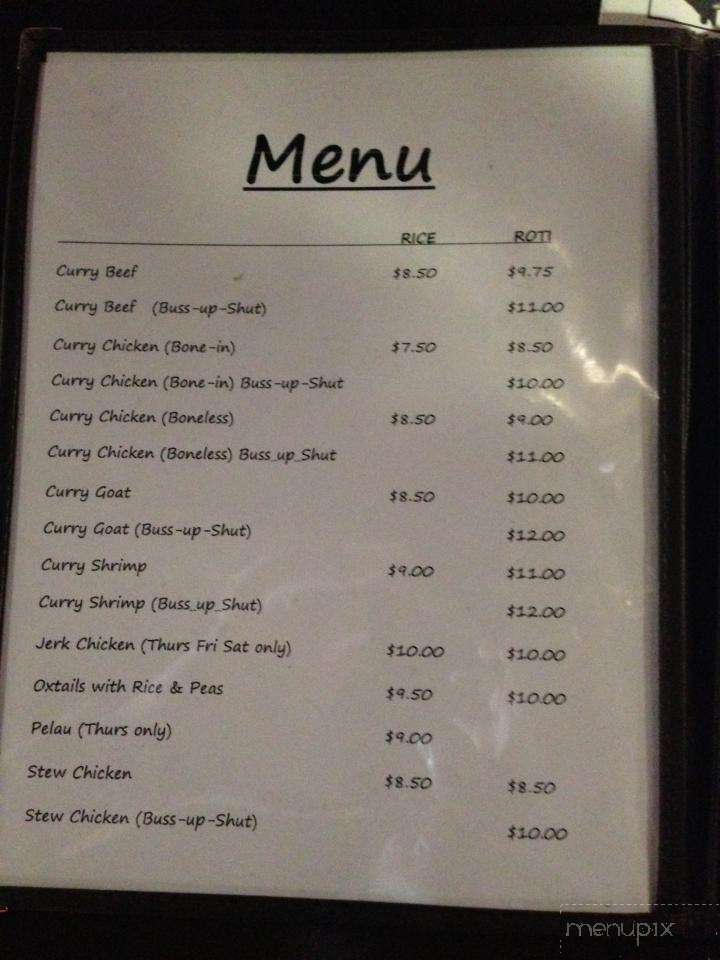 Menu
RICE ROTI
Curry Beef $8.50 $9.75
Curry Beef (Buss-up-Shut) $11.00
Curry Chicken (Bone-in) $7.50 $8.50
Curry Chicken (Bone-in) Buss-up-Shut $10.00
Curry Chicken (Boneless) $8.50 $9.00
Curry Chicken (Boneless) Buss_up_Shut $11.00
Curry Goat $8.50 $10.00
Curry Goat (Buss-up-Shut) $12.00
Curry Shrimp $9.00 $11.00
Curry Shrimp (Buss_up_Shut) $12.00
Jerk Chicken (Thurs Fri Sat only) $10.00 $10.00
Oxtails with Rice & Peas $9.50 $10.00
Pelau (Thurs only) $9.00
Stew Chicken $8.50 $8.50
Stew Chicken (Buss-up-Shut) $10.00
menupix